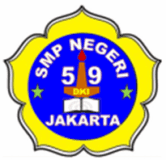 SMP NEGERI
59
DKI
JAKARTA